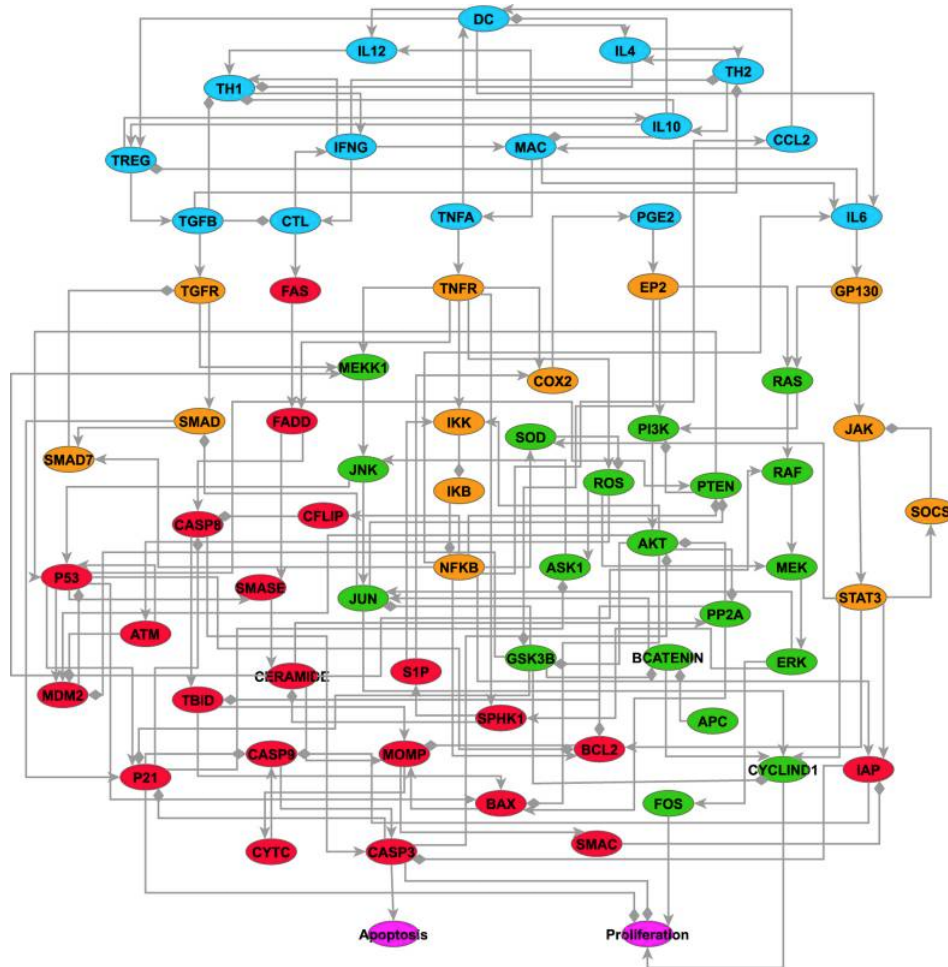 DC
IL12
IL4
TH2
TH1
IL10
CCL2
TREG
IFNG
MAC
TGFB
CTL
TNFA
PGE2
IL6
TGFR
FAS
TNFR
EP2
GP130
MEKK1
COX2
RAS
SMAD
FADD
IKK
SOD
PI3K
JAK
SMAD7
JNK
IKB
ROS
PTEN
RAF
CASP8
CFLIP
SOCS
AKT
P53
SMASE
NFKB
ASK1
MEK
JUN
STAT3
PP2A
ATM
GSK3B
BCATENIN
ERK
MDM2
TBiD
CERAMIDE
S1P
SPHK1
APC
P21
CASP9
MOMP
BCL2
CYCLIND1
IAP
BAX
FOS
CYTC
CASP3
SMAC
Apoptosis
Proliferation